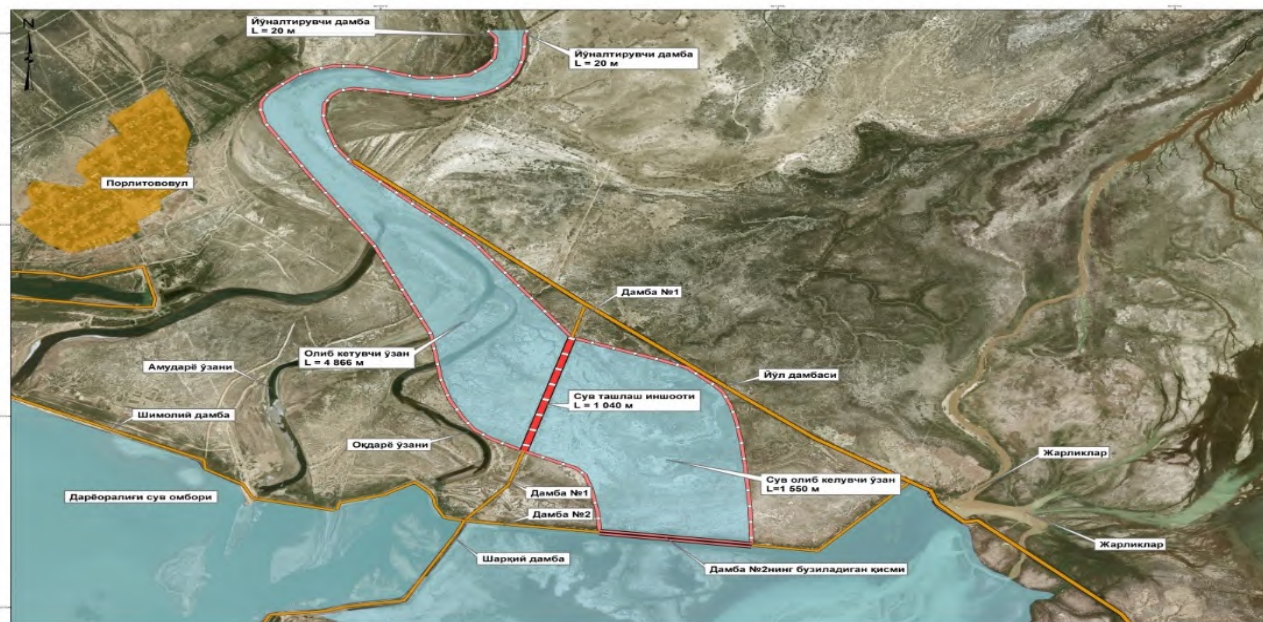 Йўналтирувчи дамба
L = 20 м
N
Йўналтирувчи дамба
L = 20 м
Порлитововул
Дамба №1
Олиб кетувчи ўзан
L = 4 866 м
Амударё ўзани
Йўл дамбаси
Сув ташлаш иншооти
L = 1 040 м
Шимолий дамба
Оқдарё ўзани
Жарликлар
Сув олиб келувчи ўзан
L=1 550 м
Дарёоралиғи сув омбори
Дамба №1
Дамба №2
Жарликлар
Шарқий дамба
Дамба №2нинг бузиладиган қисми